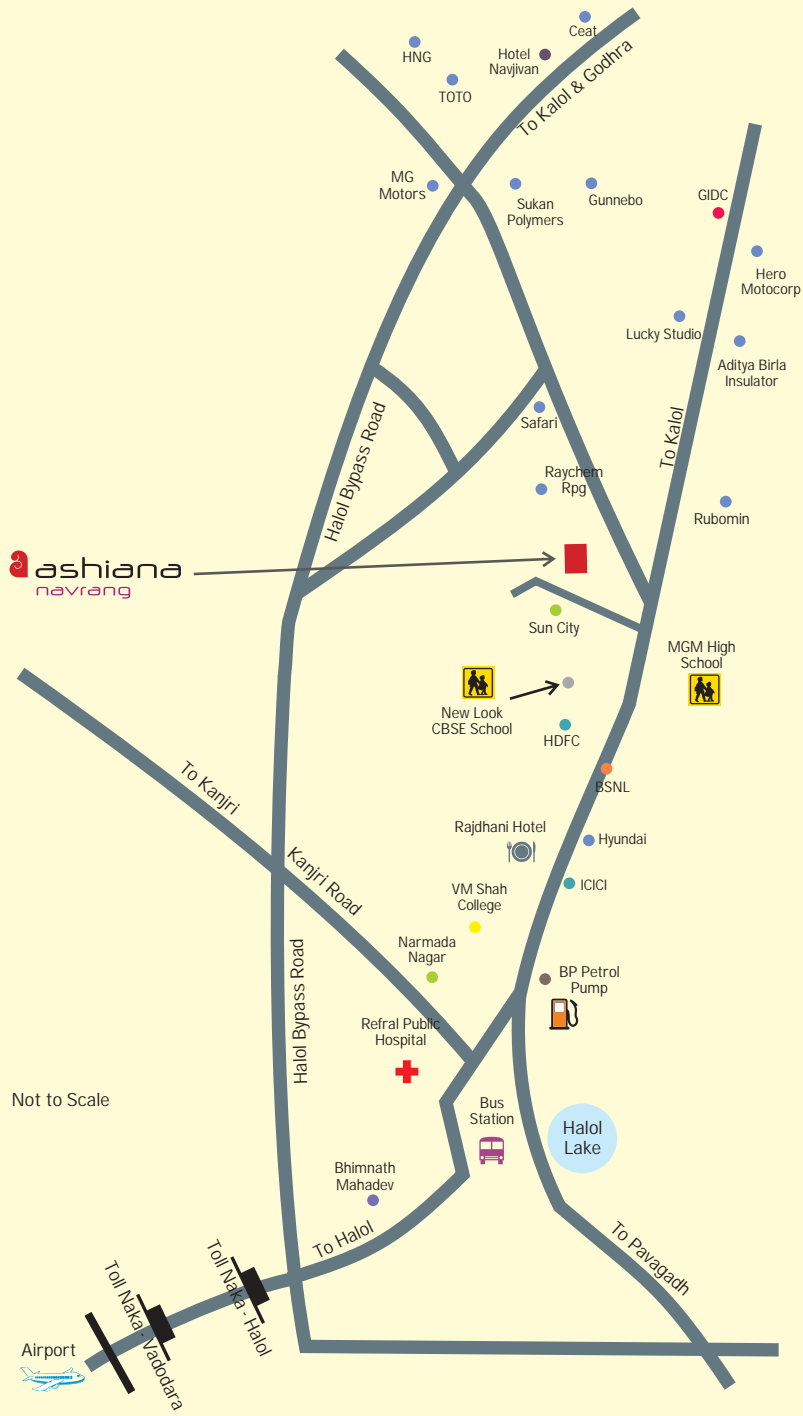 Ceat
HNG
Hotel
Navjivan
TOTO
To Kalol & Godhra
MG
Motors
Sukan
Polymers
Gunnebo
GIDC
Hero
Motocorp
Lucky Studio
Aditya Birla
Insulator
Halol Bypass Road
Safari
To Kalol
Raychem
Rpg
Rubomin
ashiana
navrang
Sun City
MGM High
School
New Look
CBSE School
HDFC
To Kanjri
BSNL
Rajdhani Hotel
Hyundai
Kanjri Road
VM Shah
College
ICICI
Narmada
Nagar
BP Petrol
Pump
Halol Bypass Road
Refral Public
Hospital
Not to Scale
Bus
Station
Halol
Lake
Bhimnath
Mahadev
To Halol
To Pavagadh
Toll Naka - Halol
Toll Naka - Vadodara
Airport